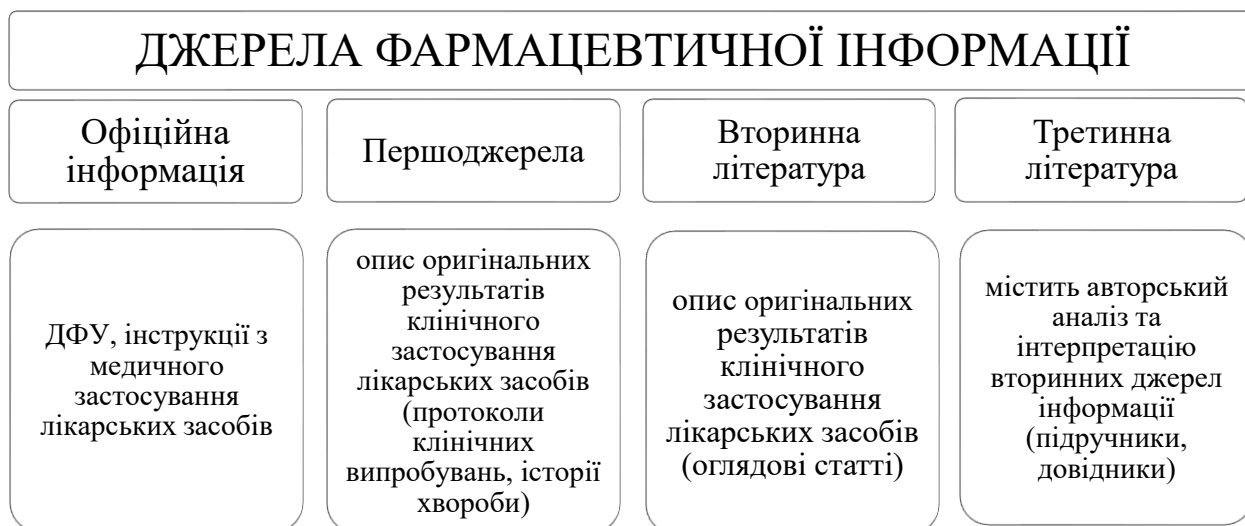 ДЖЕРЕЛА ФАРМАЦЕВТИЧНОЇ ІНФОРМАЦІЇ
Офіційна
інформація
Першоджерела
Вторинна
література
Третинна
література
ДФУ, інструкції з
медичного
застосування
лікарських засобів
опис оригінальних
результатів
клінічного
застосування
лікарських засобів
(протоколи
клінічних
випробувань, історії
хвороби)
опис оригінальних
результатів
клінічного
застосування
лікарських засобів
(оглядові статті)
містить авторський
аналіз та
інтерпретацію
вторинних джерел
інформації
(підручники,
довідники)